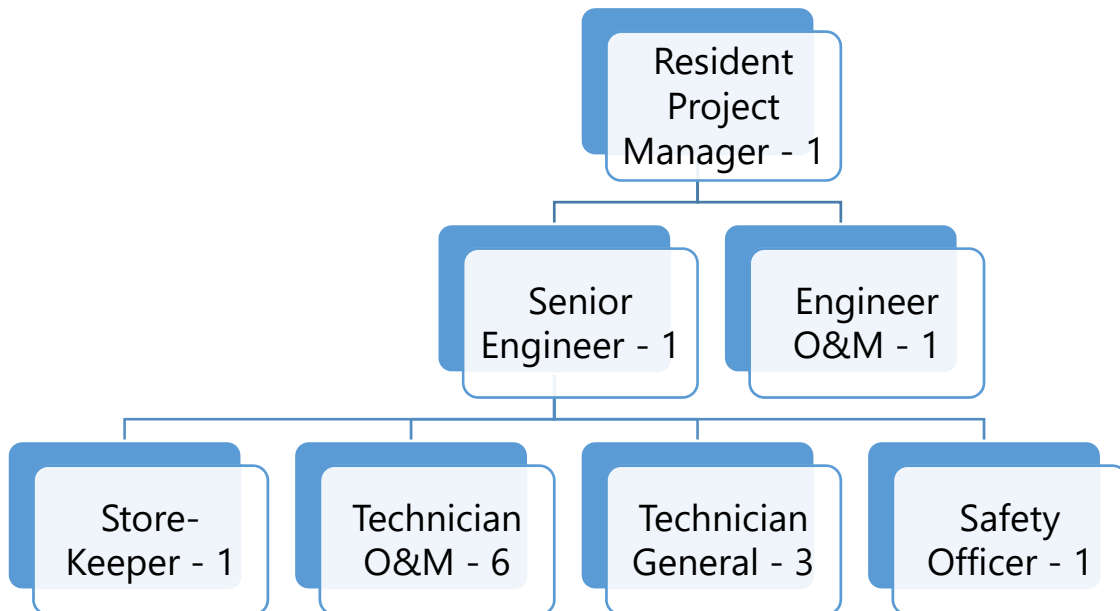 Resident
Project
Manager - 1
Senior
Engineer - 1
Engineer
O&M - 1
Store-
Keeper - 1
Technician
O&M - 6
Technician
General - 3
Safety
Officer - 1